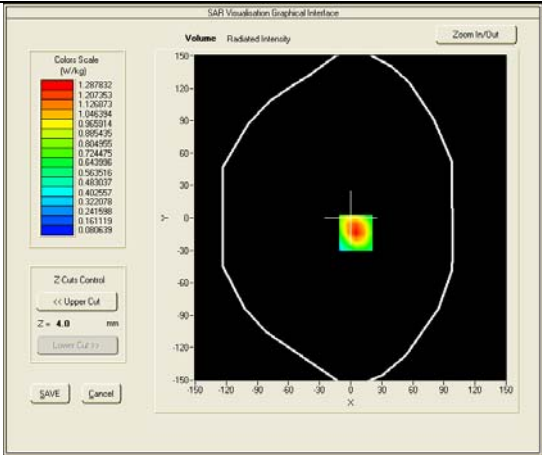 SAR Visualisation Graphical Interface
Volume Radiated Intensity
Zoom In/Out
Colors Scale
(W/kg)
1.287832
1.207353
1.126873
1.046394
0.965914
0.885435
0.804955
0.724475
0.643996
0.563516
0.483037
0.402557
0.322078
0.241598
0.161119
0.080639
Z Cuts Control
<< Upper Cut
Z = 4.0 mm
Lower Cut >>
SAVE Cancel
150-
120-
90-
60-
30-
0-
-30-
-60-
-90-
-120-
-150-
Y
-150 -120 -90 -60 -30 0 30 60 90 120 150
X